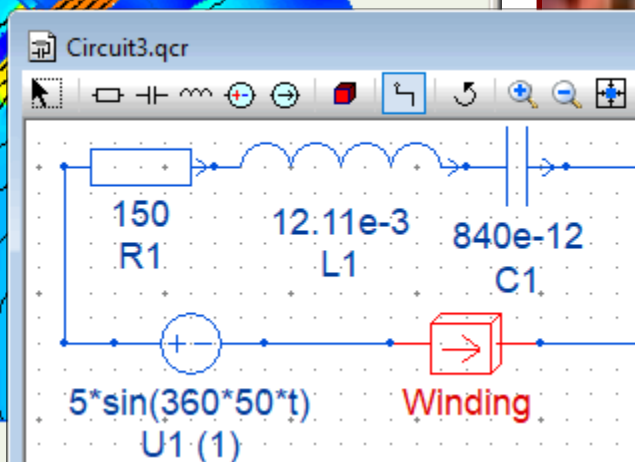 Circuit3.qcr
150
R1
12.11e-3
L1
840e-12
C1
5*sin(360*50*t)
U1 (1)
Winding